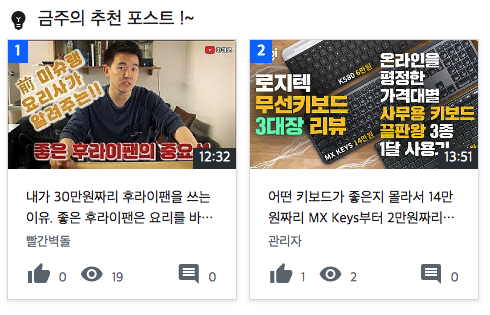 금주의 추천 포스트 !~
1
前 미슐랭
요리사가
알려주는!!
좋은 후라이팬의 중요성
12:32
내가 30만원짜리 후라이팬을 쓰는
이유. 좋은 후라이팬은 요리를 바...
빨간벽돌
0
19
0
2
로지텍
무선키보드
3대장 리뷰
K580 6만원
MX KEYS 14만원
온라인을
평정한
가격대별
사무용 키보드
끝판왕 3종
1달 사용기
13:51
어떤 키보드가 좋은지 몰라서 14만
원짜리 MX Keys부터 2만원짜리...
관리자
1
2
0